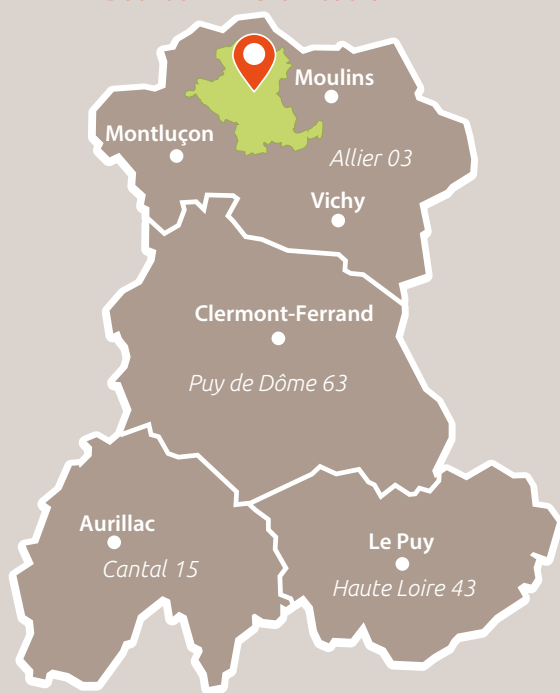 Moulins
Montluçon
Allier 03
Vichy
Clermont-Ferrand
Puy de Dôme 63
Aurillac
Cantal 15
Le Puy
Haute Loire 43